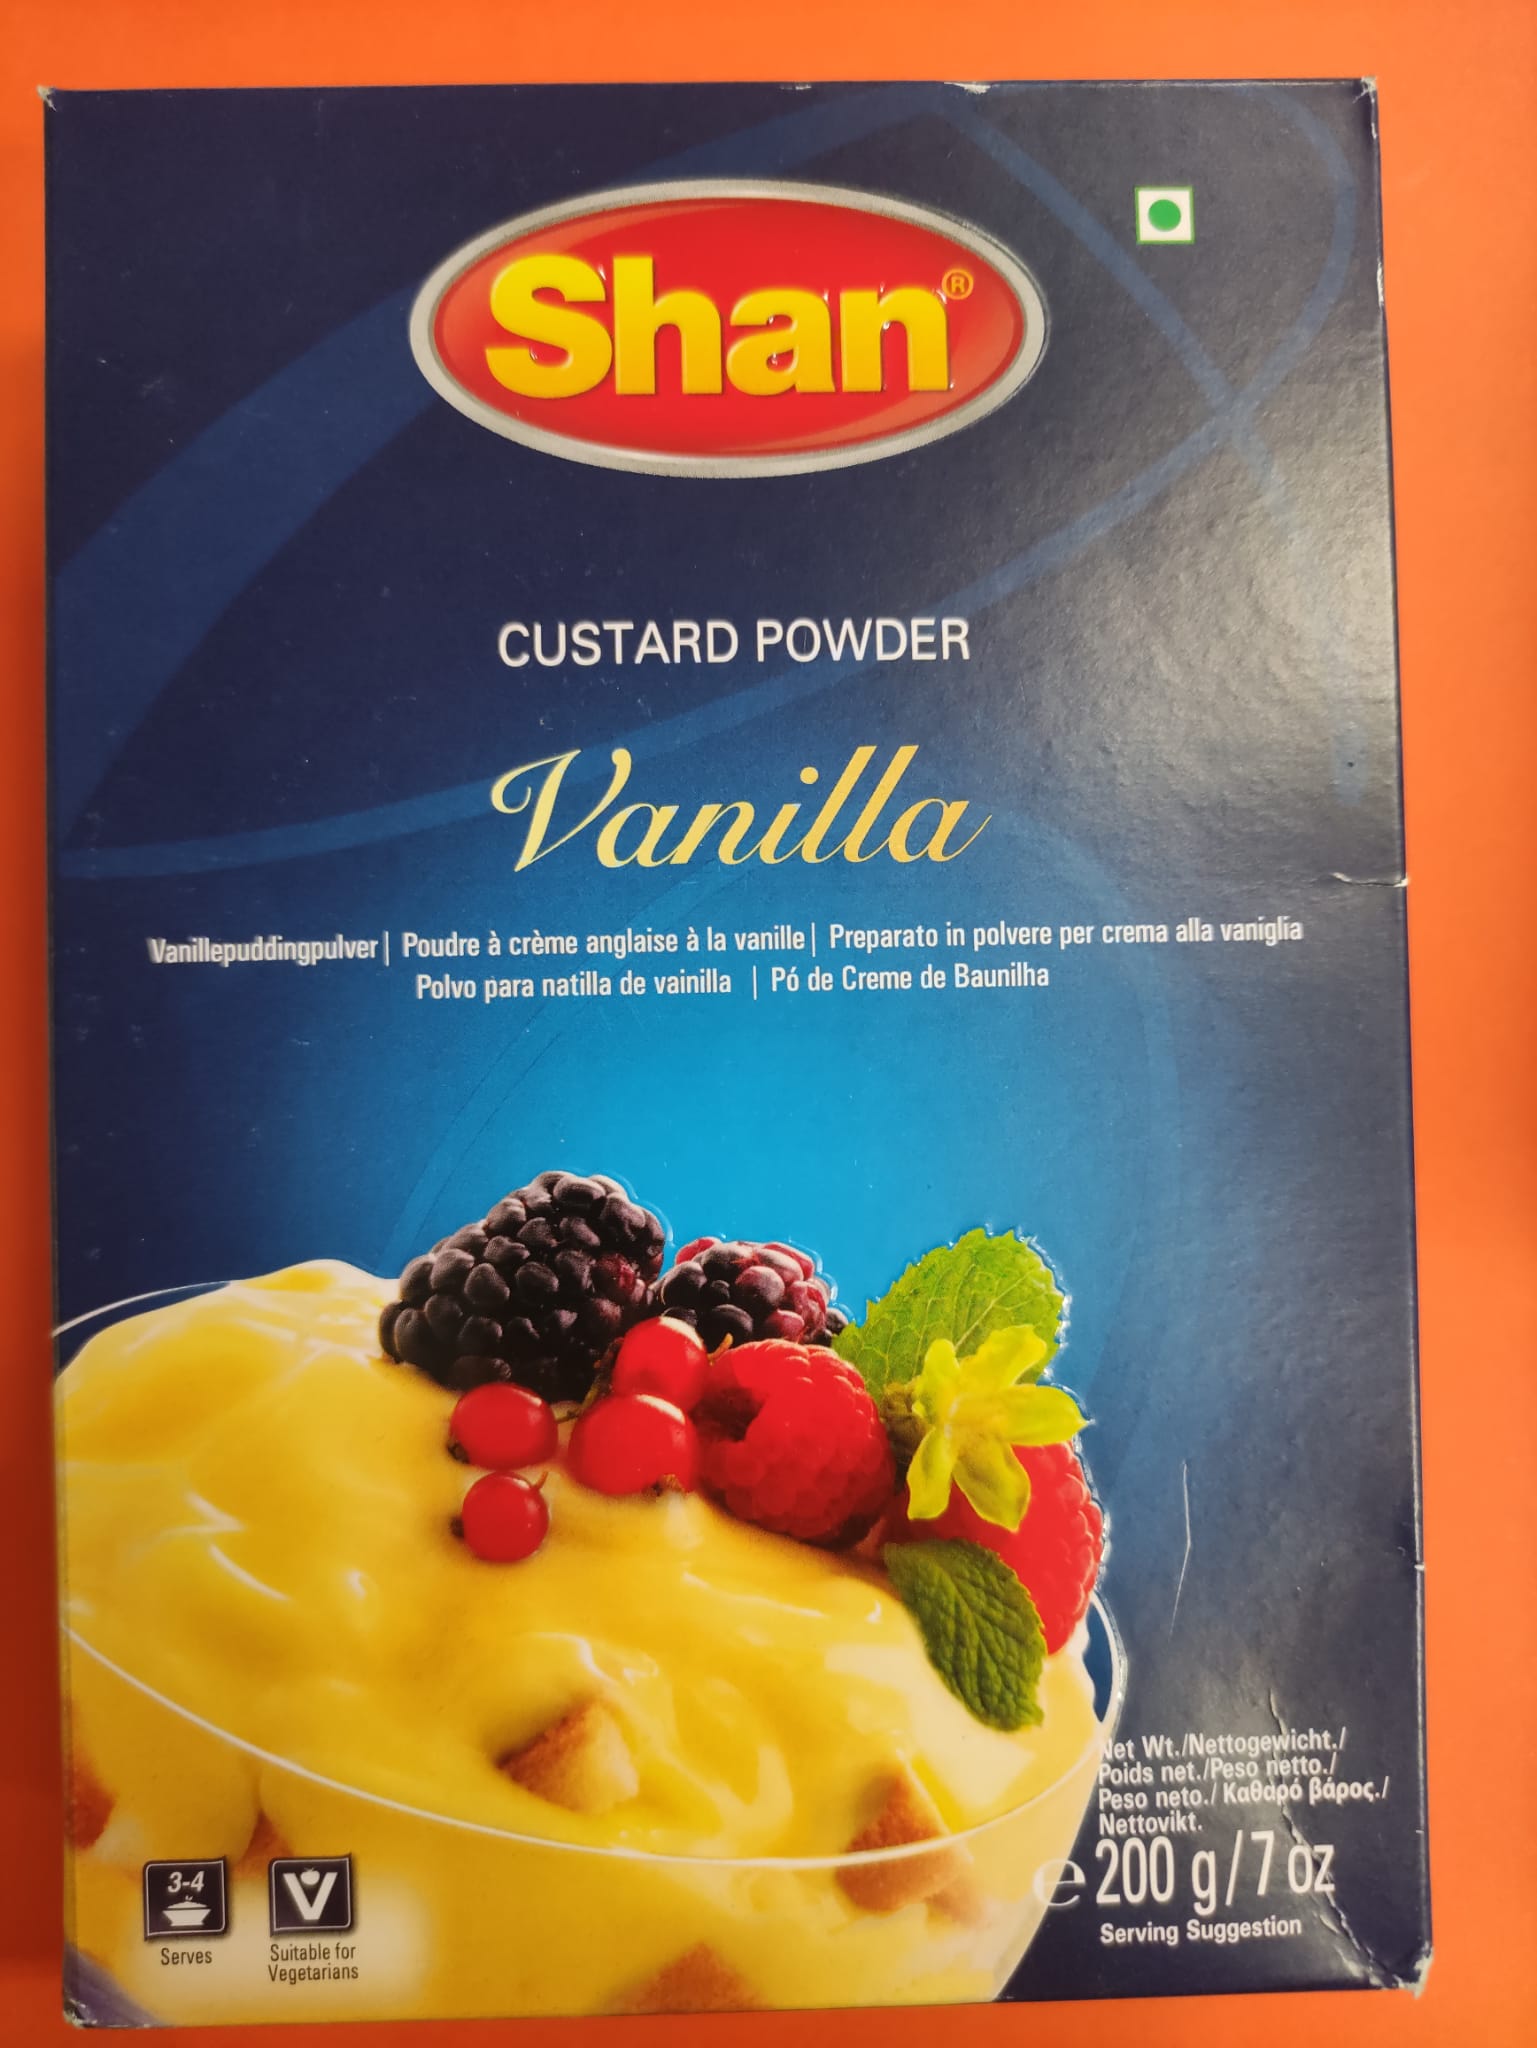 Shan®
CUSTARD POWDER
Vanilla
Vanillepuddingpulver | Poudre à crème anglaise à la vanille | Preparato in polvere per crema alla vaniglia
Polvo para natilla de vainilla | Pó de Creme de Baunilha
Net Wt./Nettogewicht./
Poids net./Peso netto./
Peso neto./ Καθαρό βάρος./
Nettovikt.
℮ 200 g/7 oz
Serving Suggestion
3-4
Serves
V
Suitable for
Vegetarians